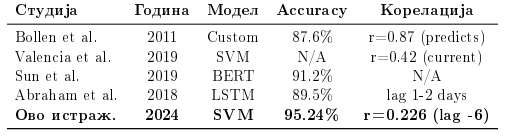 Студија Година Модел Accuracy Корелација
Bollen et al. 2011 Custom 87.6% r=0.87 (predicts)
Valencia et al. 2019 SVM N/A r=0.42 (current)
Sun et al. 2019 BERT 91.2% N/A
Abraham et al. 2018 LSTM 89.5% lag 1-2 days
Ово истраж. 2024 SVM 95.24% r=0.226 (lag -6)